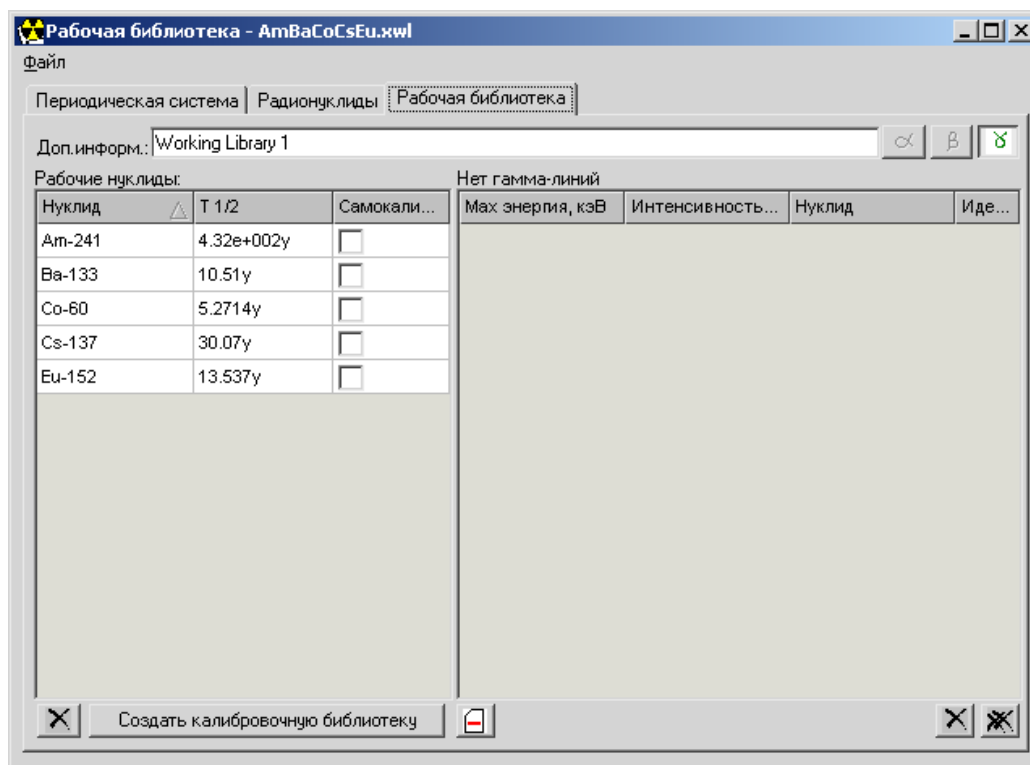 Рабочая библиотека - AmBaCoCsEu.xwl
Файл
Периодическая система Радионуклиды Рабочая библиотека
Доп.информ.: Working Library 1 α β γ
Рабочие нуклиды: Нет гамма-линий
Нуклид T 1/2 Самокали... Max энергия, кэВ Интенсивность... Нуклид Иде...
Am-241 4.32e+002y
Ba-133 10.51y
Co-60 5.2714y
Cs-137 30.07y
Eu-152 13.537y
Создать калибровочную библиотеку